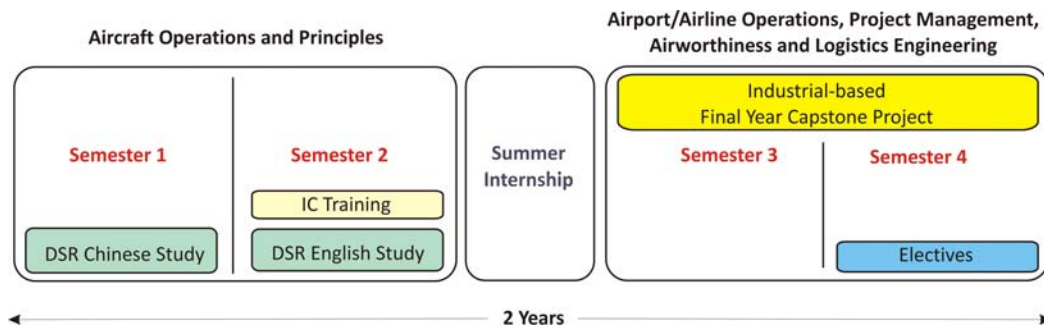 Aircraft Operations and Principles
Airport/Airline Operations, Project Management,
Airworthiness and Logistics Engineering
Semester 1
Semester 2
IC Training
DSR Chinese Study
DSR English Study
Summer
Internship
Industrial-based
Final Year Capstone Project
Semester 3
Semester 4
Electives
2 Years